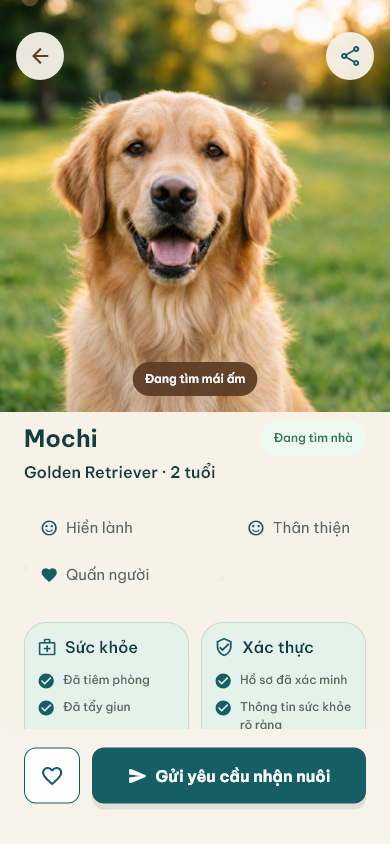 Đang tìm mái ấm
Mochi
Đang tìm nhà
Golden Retriever · 2 tuổi
Hiền lành
Thân thiện
Quấn người
Sức khỏe
Đã tiêm phòng
Đã tẩy giun
Xác thực
Hồ sơ đã xác minh
Thông tin sức khỏe
rõ ràng
Gửi yêu cầu nhận nuôi